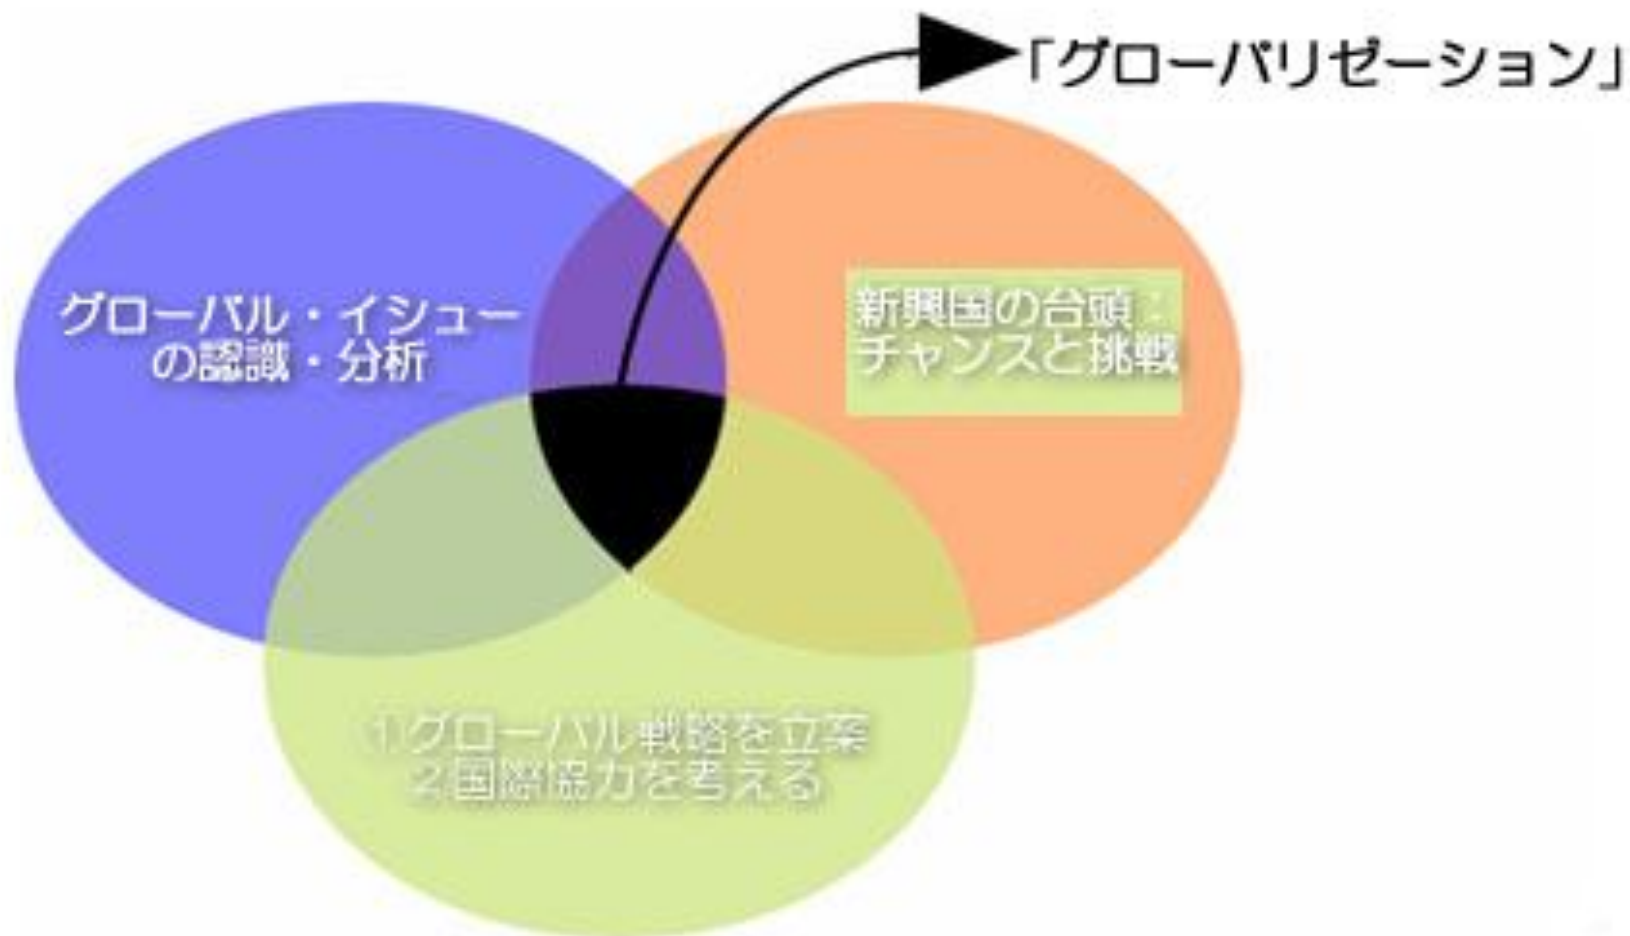 「グローバリゼーション」
グローバル・イシュー
の認識・分析
新興国の台頭：
チャンスと挑戦
1グローバル戦略を立案
2国際協力を考える